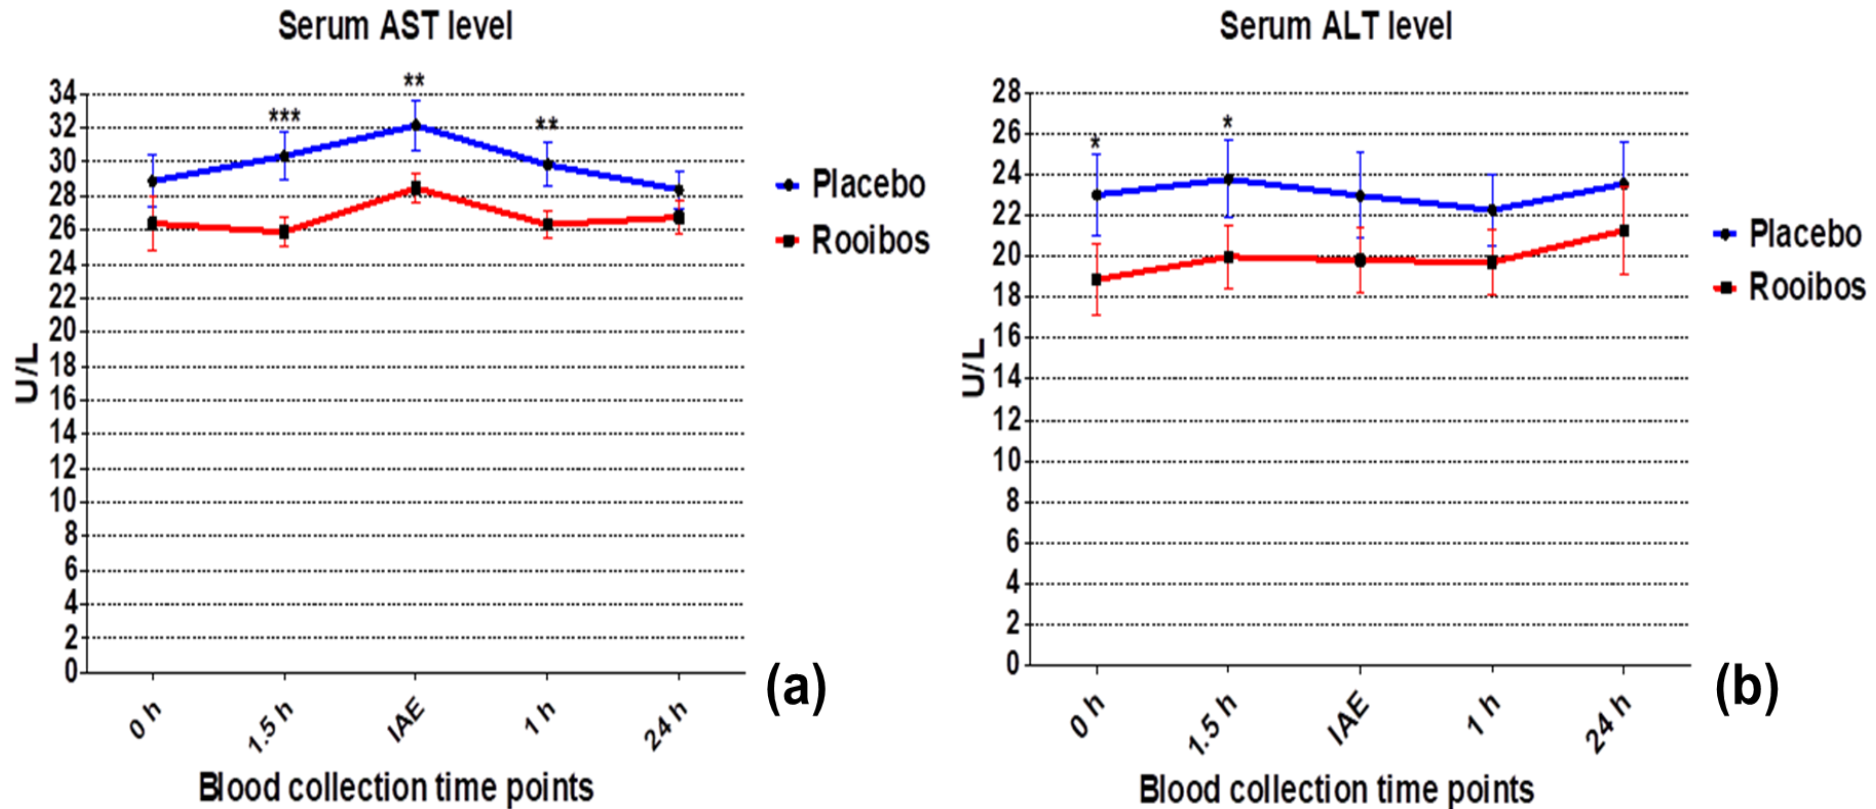 Serum AST level
***
**
**
34
32
30
28
26
24
22
20
18
16
14
12
10
8
6
4
2
0
U/L
0 h
1.5 h
IAE
1 h
24 h
Blood collection time points
Placebo
Rooibos
(a)
Serum ALT level
*
*
28
26
24
22
20
18
16
14
12
10
8
6
4
2
0
U/L
0 h
1.5 h
IAE
1 h
24 h
Blood collection time points
Placebo
Rooibos
(b)